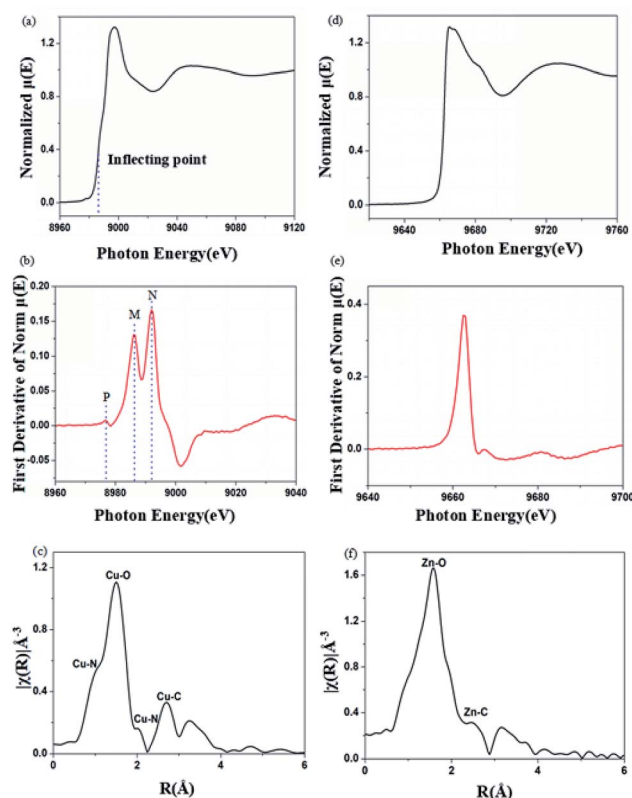 (a)
Normalized μ(E)
1.2
0.8
0.4
0.0
Inflecting point
8960 9000 9040 9080 9120
Photon Energy(eV)
(d)
Normalized μ(E)
1.2
0.8
0.4
0.0
9640 9680 9720 9760
Photon Energy(eV)
(b)
First Derivative of Norm μ(E)
0.20
0.15
0.10
0.05
0.00
-0.05
P
M
N
8960 8980 9000 9020 9040
Photon Energy(eV)
(e)
First Derivative of Norm μ(E)
0.4
0.2
0.0
9640 9660 9680 9700
Photon Energy(eV)
(c)
|χ(R)|Å⁻³
1.2
0.8
0.4
0.0
Cu-O
Cu-N
Cu-N
Cu-C
0 2 4 6
R(Å)
(f)
|χ(R)|Å⁻³
1.6
1.2
0.8
0.4
0.0
Zn-O
Zn-C
0 2 4 6
R(Å)